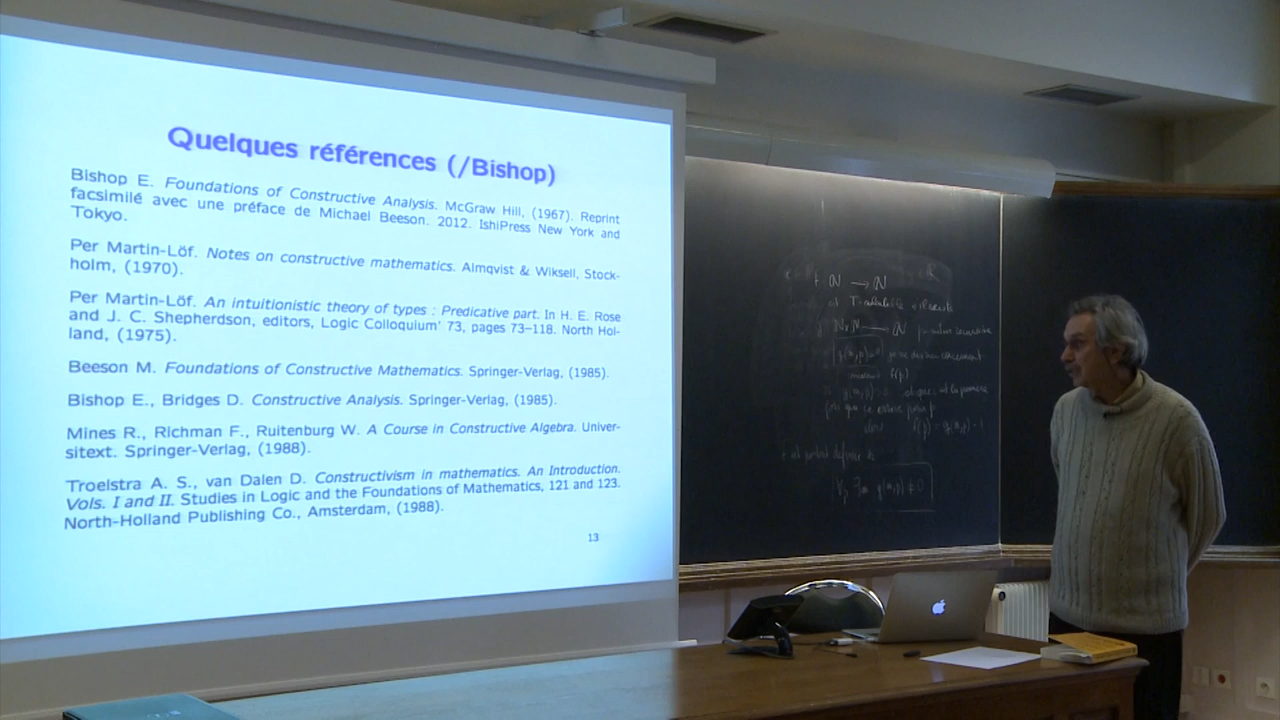 Quelques références (/Bishop)
Bishop E. Foundations of Constructive Analysis. McGraw Hill, (1967). Reprint
facsimilé avec une préface de Michael Beeson. 2012. IshiPress New York and
Tokyo.
Per Martin-Löf. Notes on constructive mathematics. Almqvist & Wiksell, Stock-
holm, (1970).
Per Martin-Löf. An intuitionistic theory of types : Predicative part. In H. E. Rose
and J. C. Shepherdson, editors, Logic Colloquium' 73, pages 73–118. North Hol-
land, (1975).
Beeson M. Foundations of Constructive Mathematics. Springer-Verlag, (1985).
Bishop E., Bridges D. Constructive Analysis. Springer-Verlag, (1985).
Mines R., Richman F., Ruitenburg W. A Course in Constructive Algebra. Univer-
sitext. Springer-Verlag, (1988).
Troelstra A. S., van Dalen D. Constructivism in mathematics. An Introduction.
Vols. I and II. Studies in Logic and the Foundations of Mathematics, 121 and 123.
North-Holland Publishing Co., Amsterdam, (1988).
13
f ℕ → ℕ
f(p)